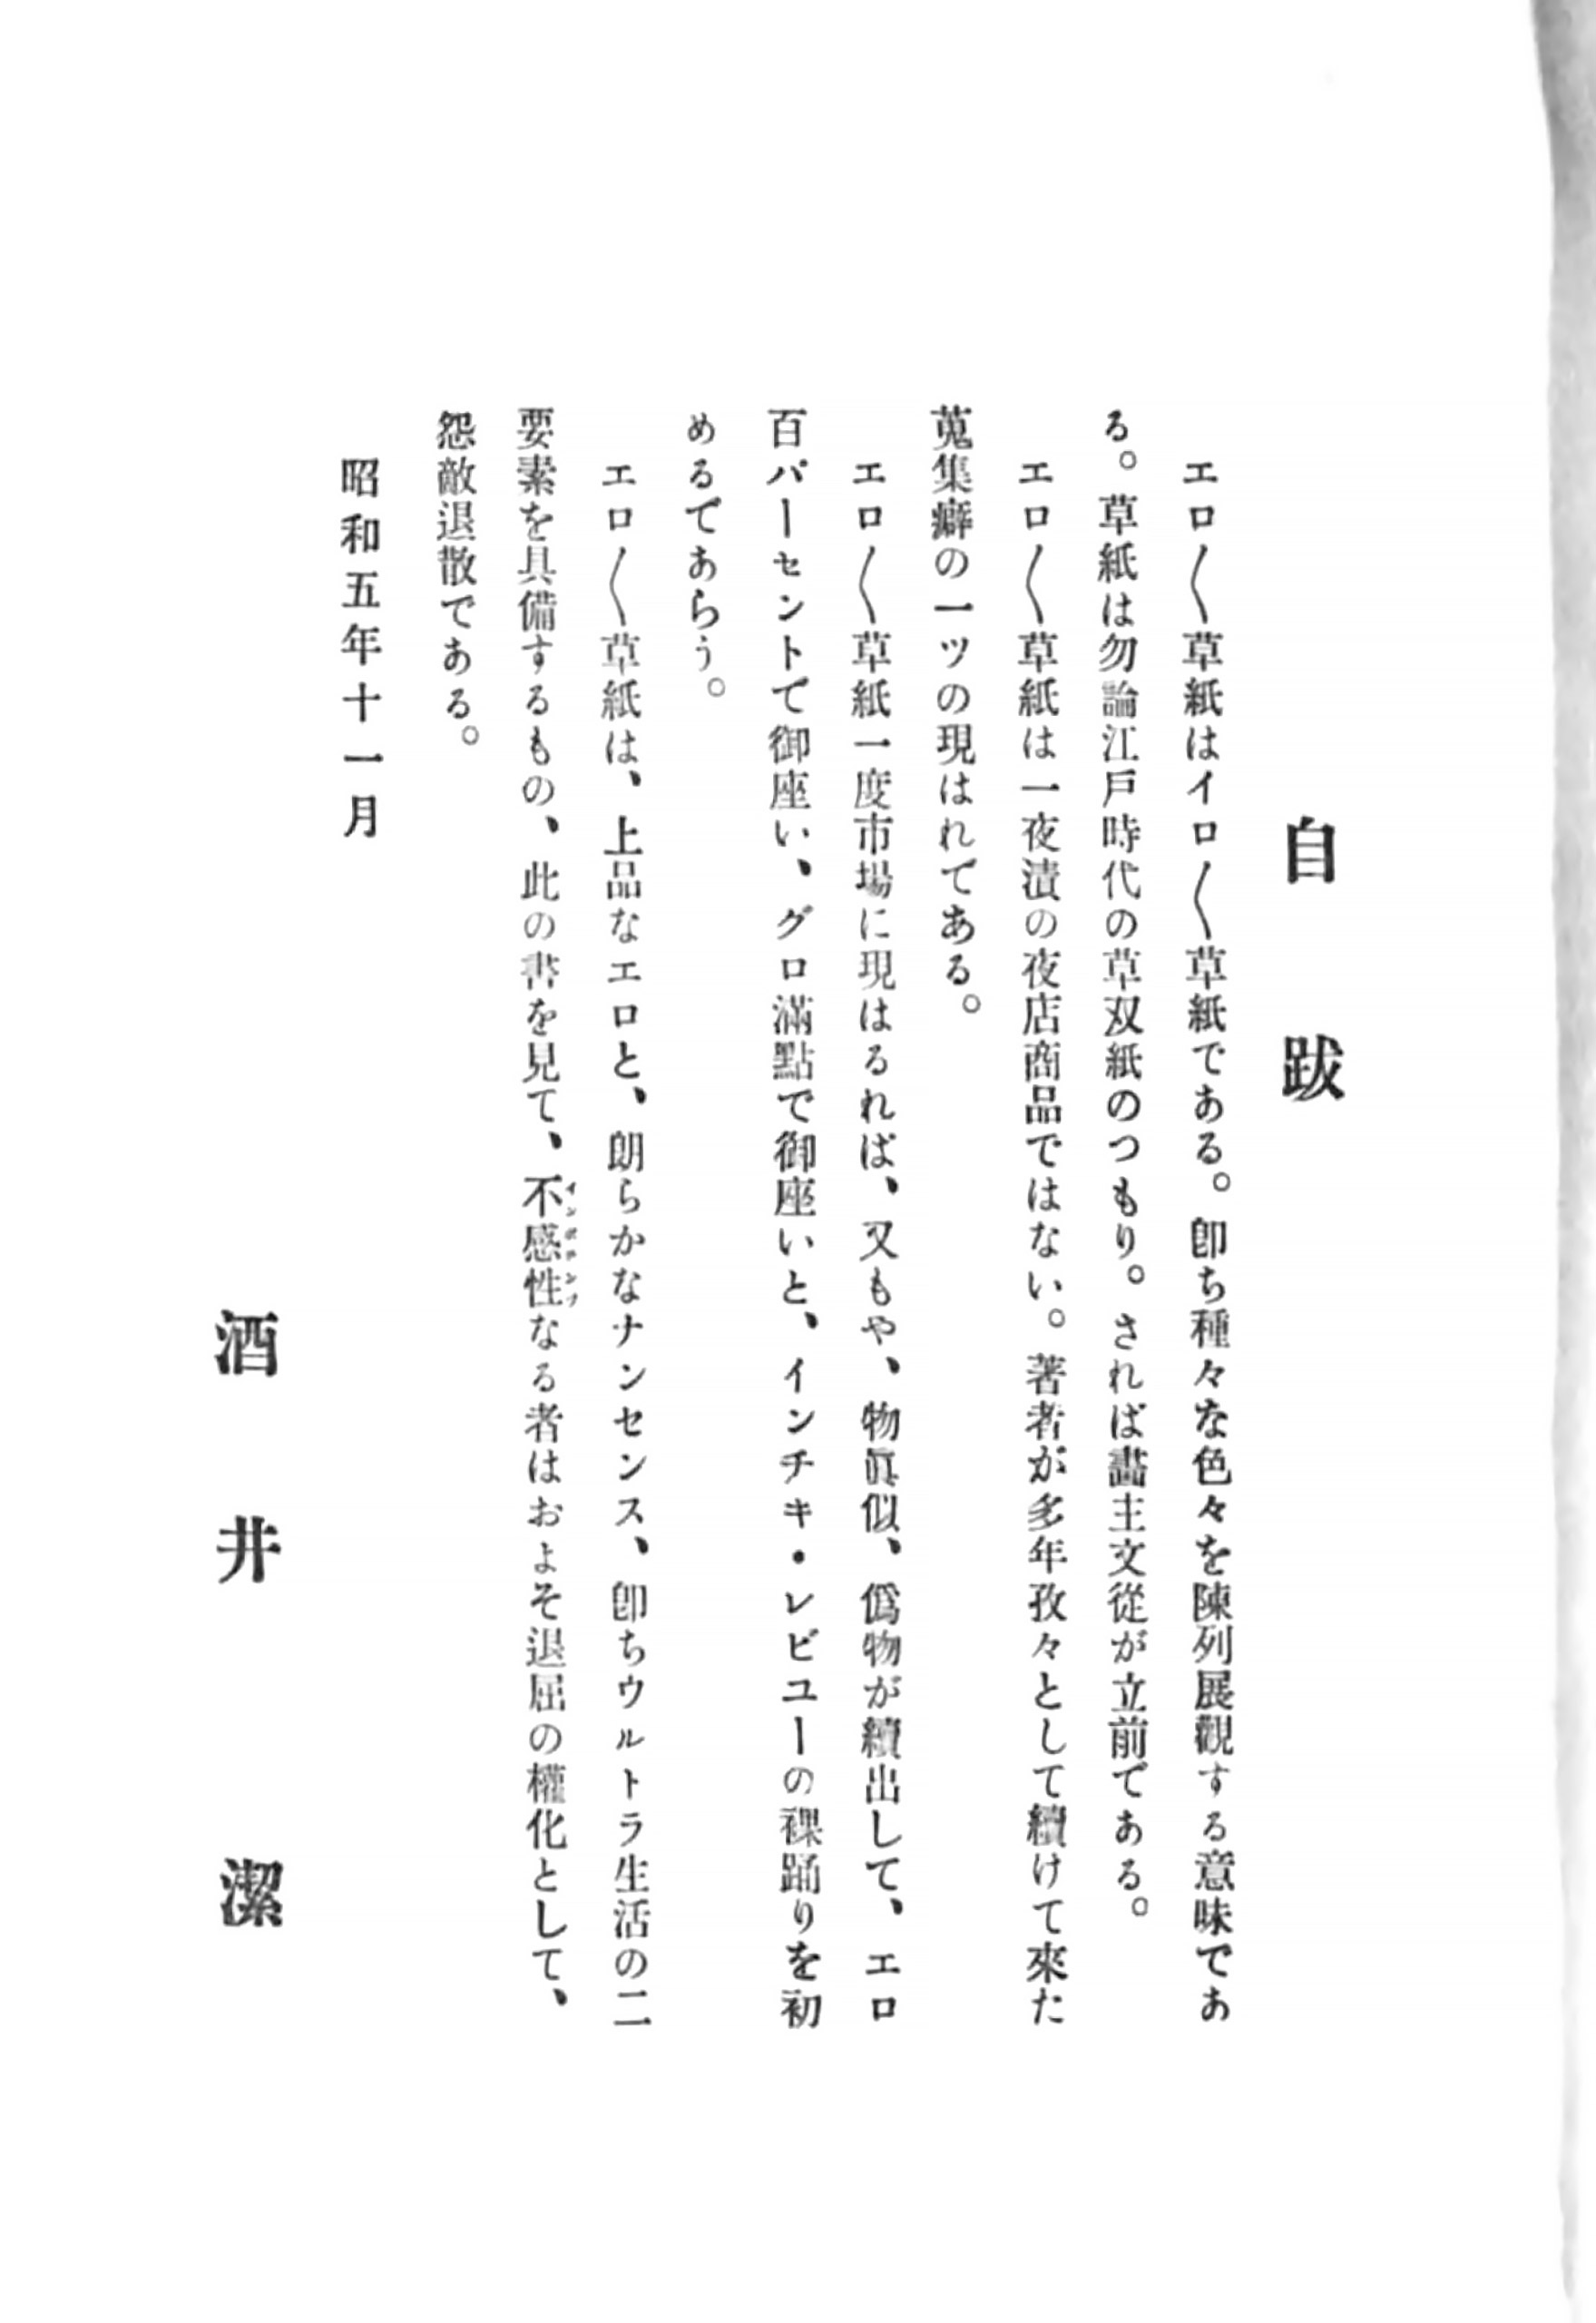 自跋
エロ〱草紙はイロ〱草紙である。卽ち種々な色々を陳列展觀する意味であ
る。草紙は勿論江戸時代の草双紙のつもり。されば畵主文從が立前である。
エロ〱草紙は一夜漬の夜店商品ではない。著者が多年孜々として續けて來た
蒐集癖の一ツの現はれである。
エロ〱草紙一度市場に現はるれば、又もや、物眞似、僞物が續出して、エロ
百パーセントで御座い、グロ滿點で御座いと、インチキ・レビユーの裸踊りを初
めるであらう。
エロ〱草紙は、上品なエロと、朗らかなナンセンス、卽ちウルトラ生活の二
要素を具備するもの、此の書を見て、不感性なる者はおよそ退屈の權化として、
怨敵退散である。
昭和五年十一月
酒井潔